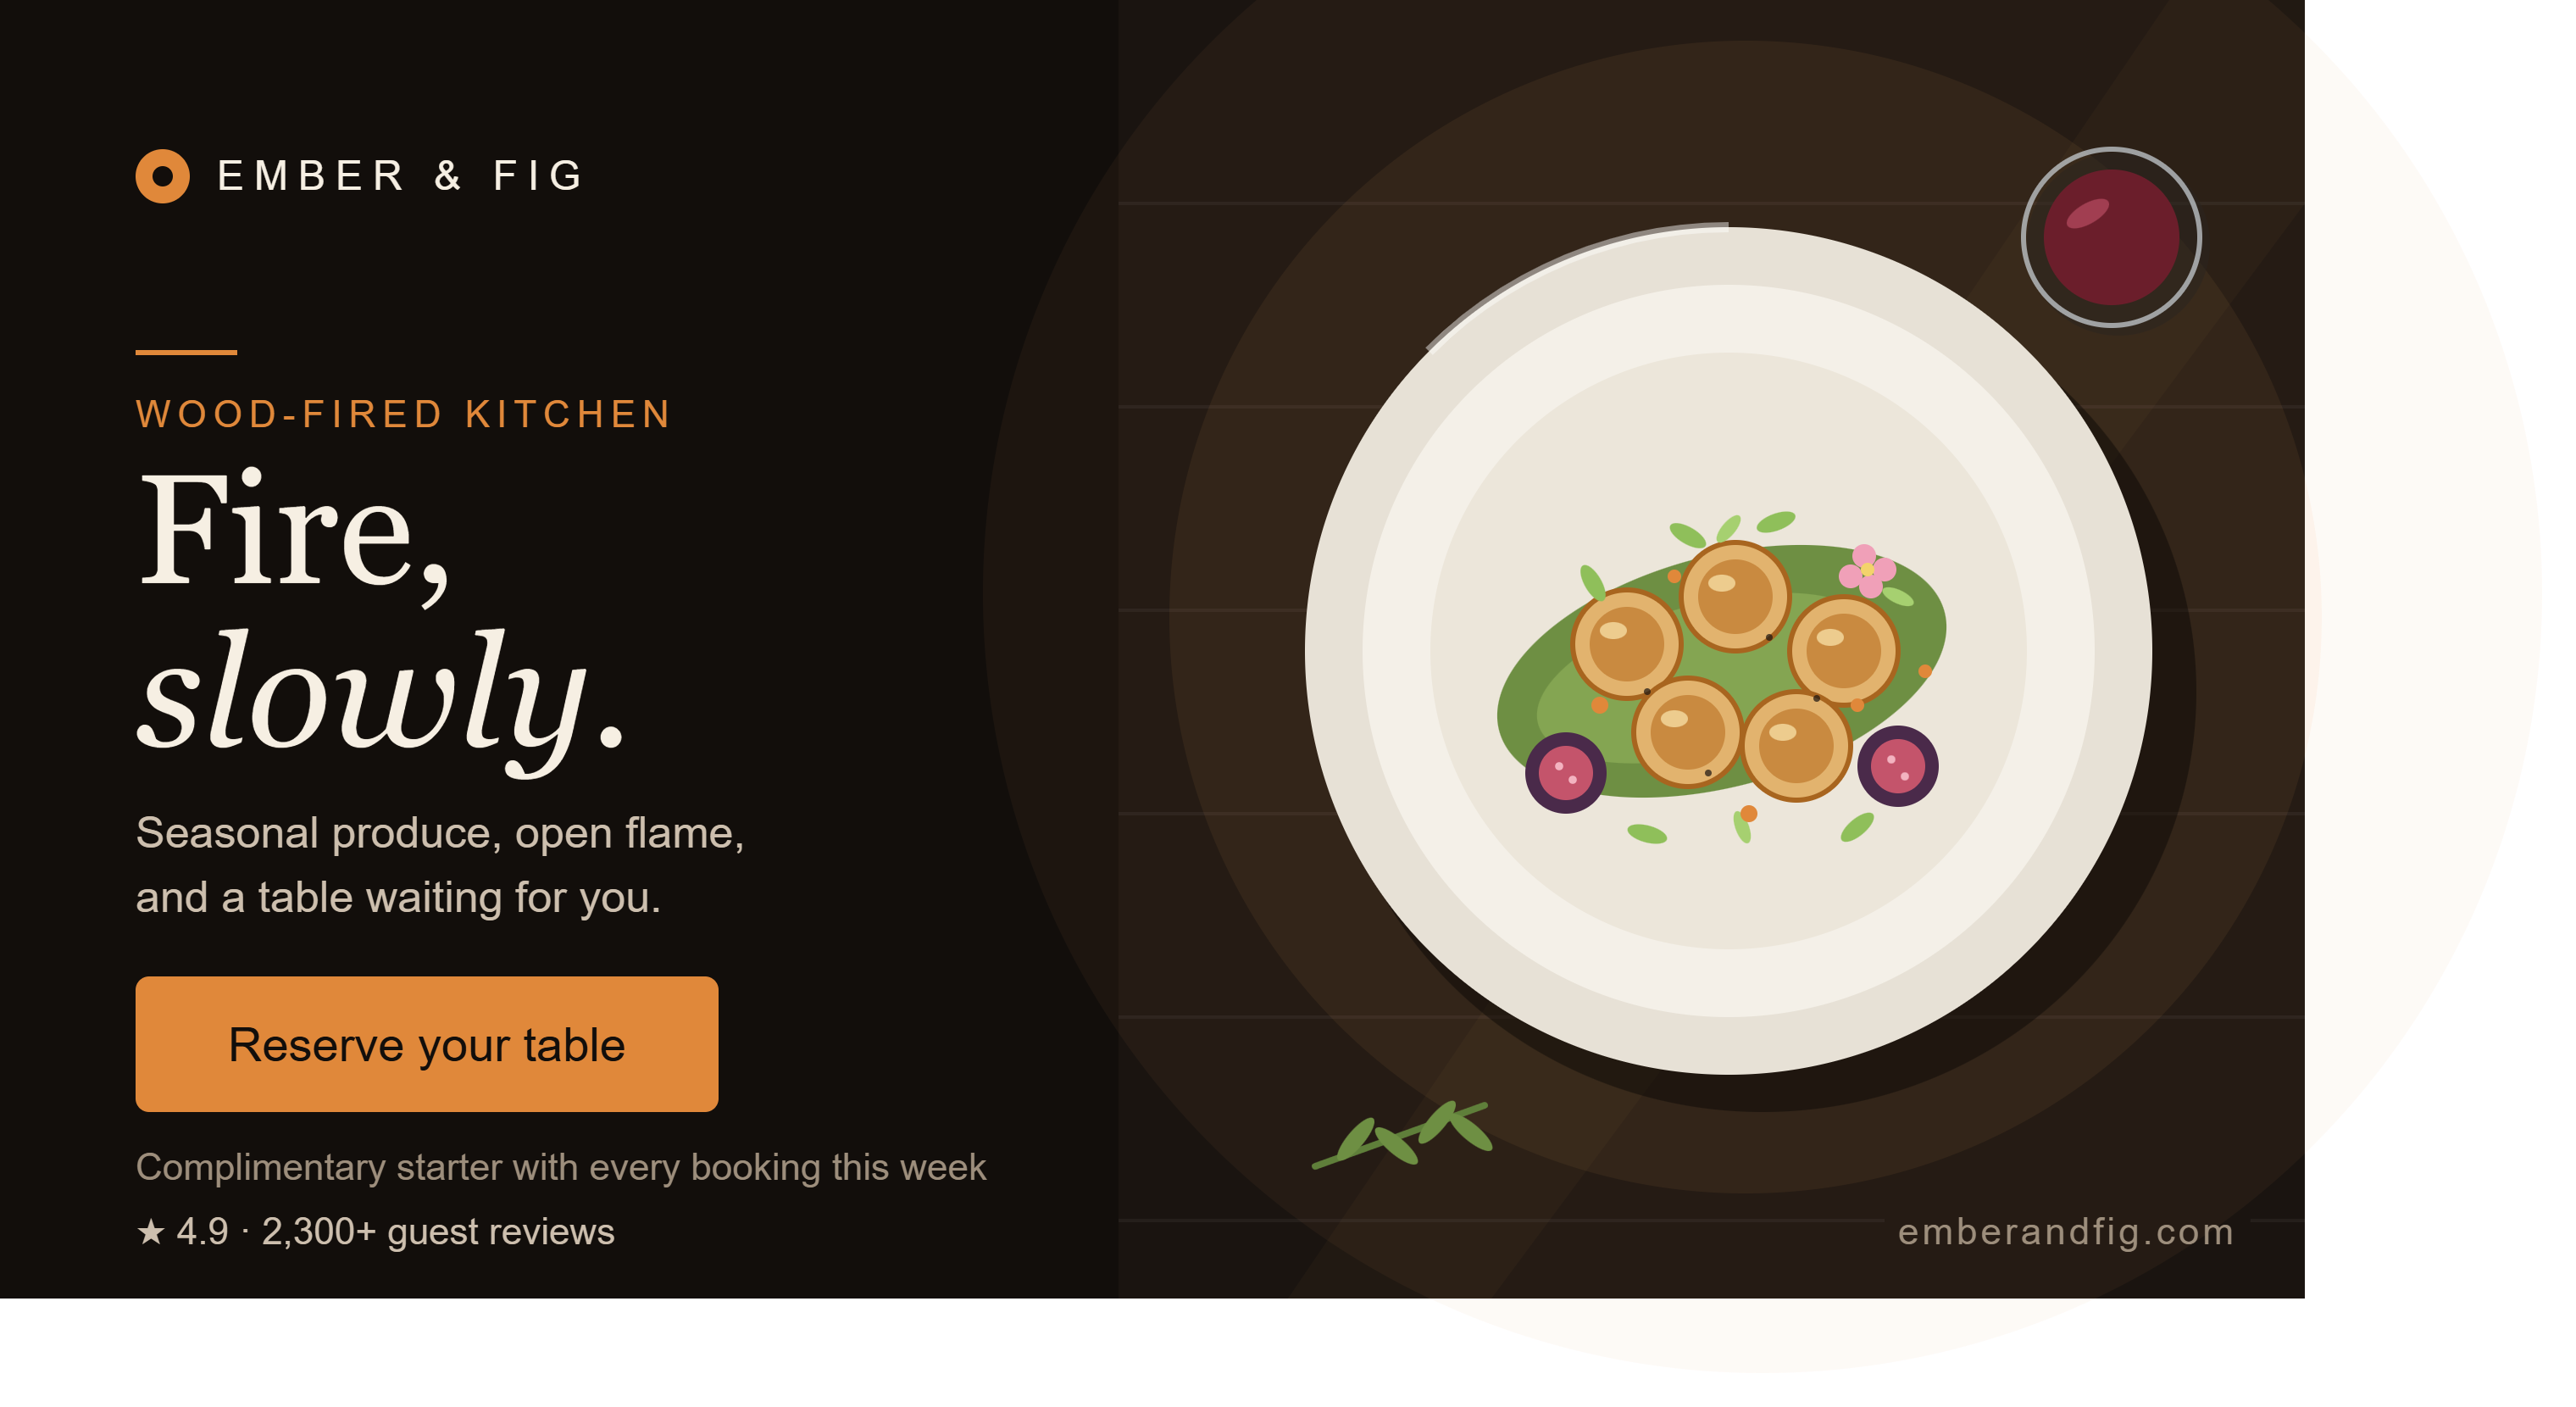 EMBER & FIG
WOOD-FIRED KITCHEN
Fire,
slowly.
Seasonal produce, open flame,
and a table waiting for you.
Reserve your table
Complimentary starter with every booking this week
★ 4.9 · 2,300+ guest reviews
emberandfig.com